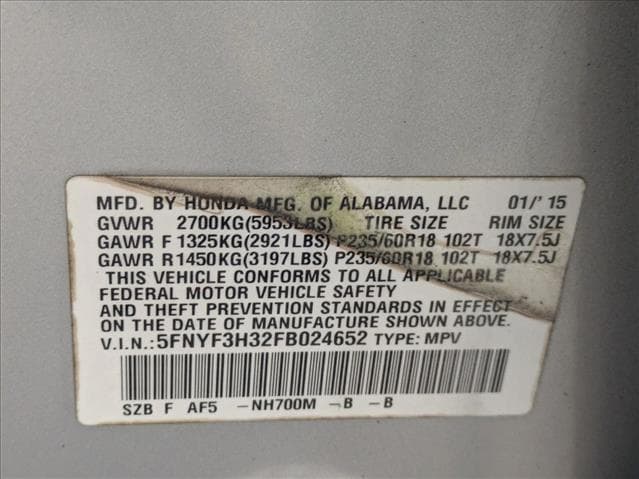 MFD. BY HONDA MFG. OF ALABAMA, LLC 01/'15
GVWR 2700KG(5953LBS) TIRE SIZE RIM SIZE
GAWR F 1325KG(2921LBS) P235/60R18 102T 18X7.5J
GAWR R 1450KG(3197LBS) P235/60R18 102T 18X7.5J
THIS VEHICLE CONFORMS TO ALL APPLICABLE
FEDERAL MOTOR VEHICLE SAFETY
AND THEFT PREVENTION STANDARDS IN EFFECT
ON THE DATE OF MANUFACTURE SHOWN ABOVE.
V.I.N.:5FNYF3H32FB024652 TYPE: MPV
SZB F AF5 -NH700M -B -B